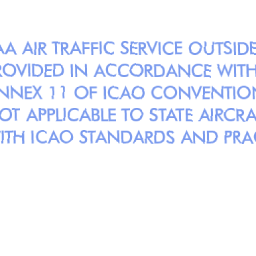 AA AIR TRAFFIC SERVICE OUTSIDE
ROVIDED IN ACCORDANCE WITH
NNEX 11 OF ICAO CONVENTION
OT APPLICABLE TO STATE AIRCRA
ITH ICAO STANDARDS AND PRA